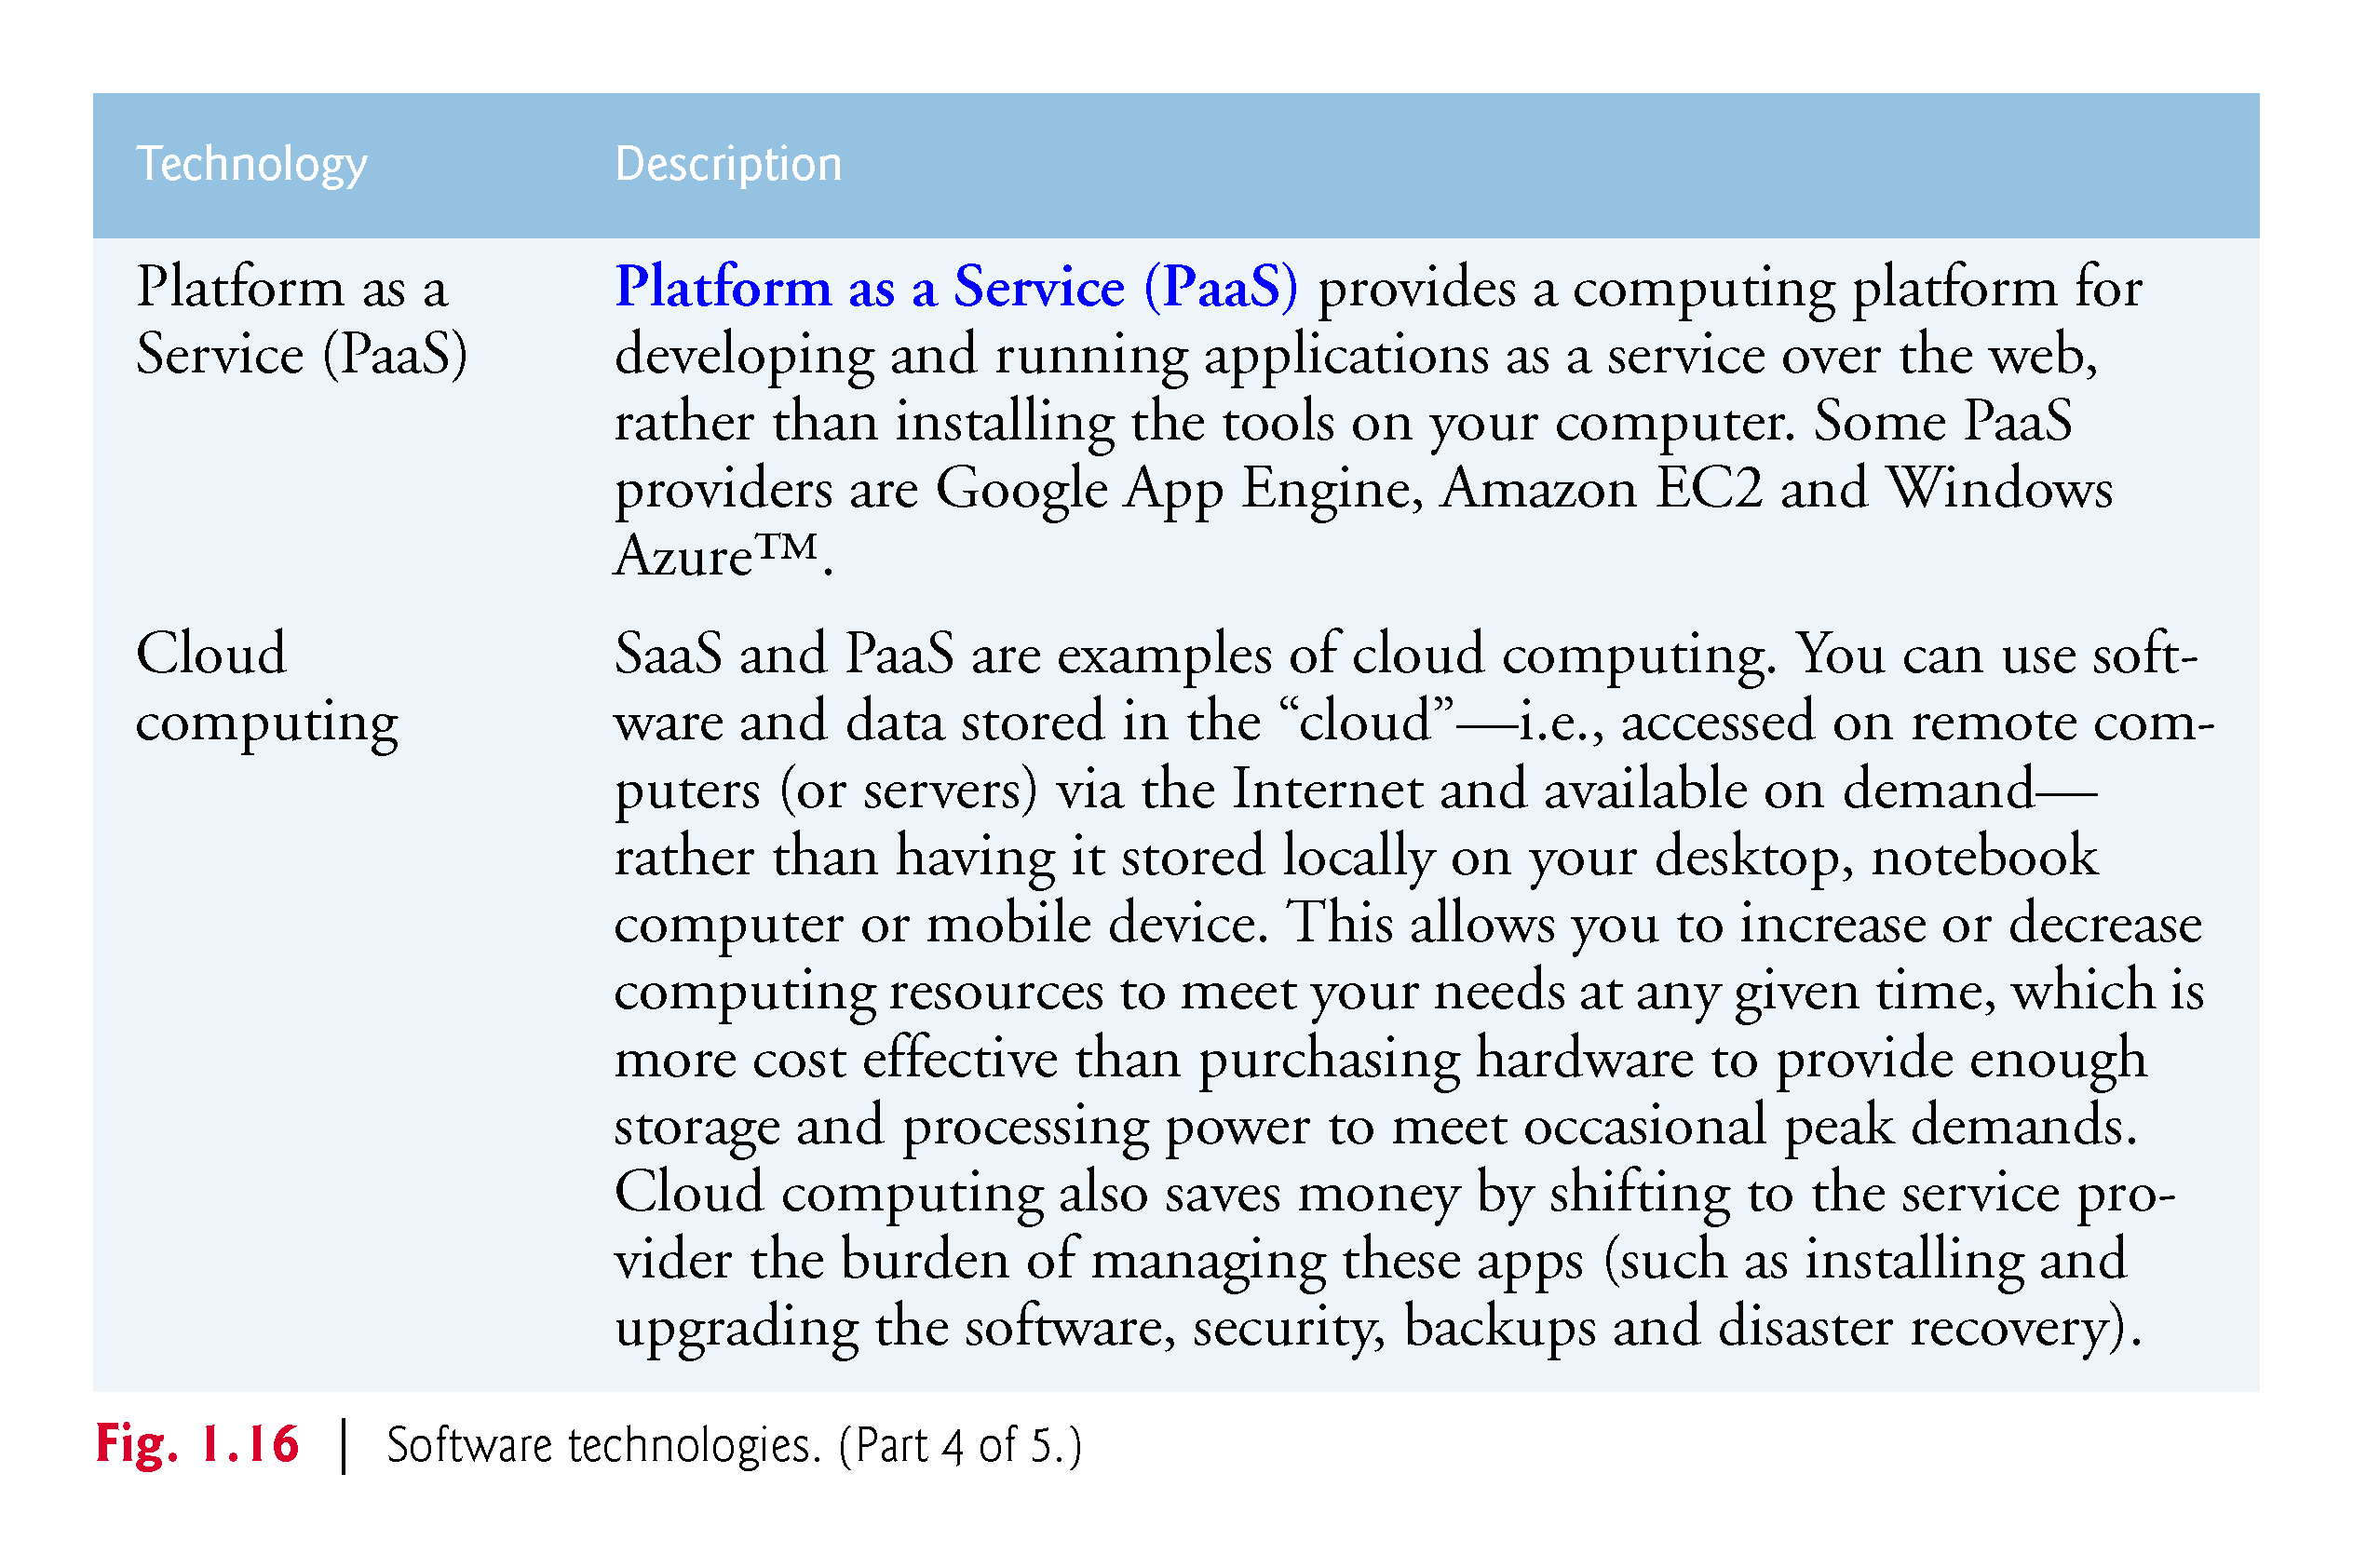 Technology Description
Platform as a Service (PaaS)
Platform as a Service (PaaS) provides a computing platform for
developing and running applications as a service over the web,
rather than installing the tools on your computer. Some PaaS
providers are Google App Engine, Amazon EC2 and Windows
Azure™.
Cloud
computing
SaaS and PaaS are examples of cloud computing. You can use soft-
ware and data stored in the “cloud”—i.e., accessed on remote com-
puters (or servers) via the Internet and available on demand—
rather than having it stored locally on your desktop, notebook
computer or mobile device. This allows you to increase or decrease
computing resources to meet your needs at any given time, which is
more cost effective than purchasing hardware to provide enough
storage and processing power to meet occasional peak demands.
Cloud computing also saves money by shifting to the service pro-
vider the burden of managing these apps (such as installing and
upgrading the software, security, backups and disaster recovery).
Fig. 1.16 | Software technologies. (Part 4 of 5.)